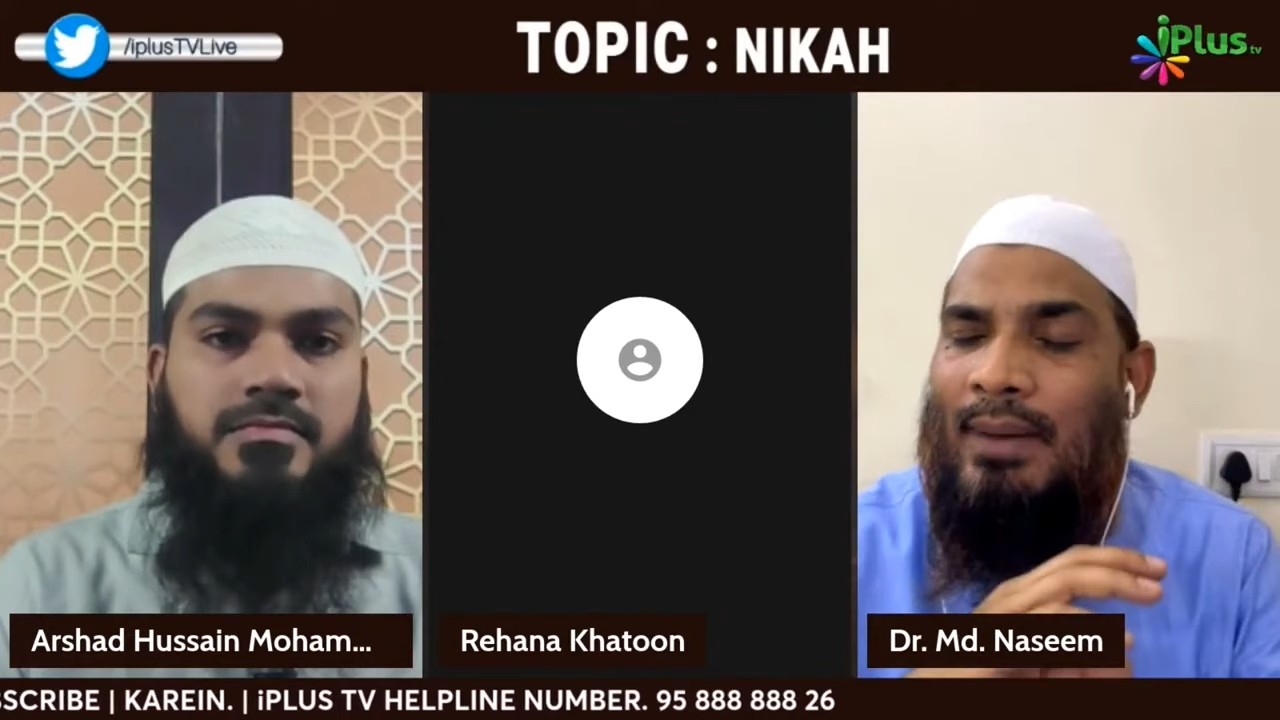 /iplusTVLive
TOPIC : NIKAH
iPlus tv
Arshad Hussain Moham...
Rehana Khatoon
Dr. Md. Naseem
SCRIBE | KAREIN. | iPLUS TV HELPLINE NUMBER. 95 888 888 26